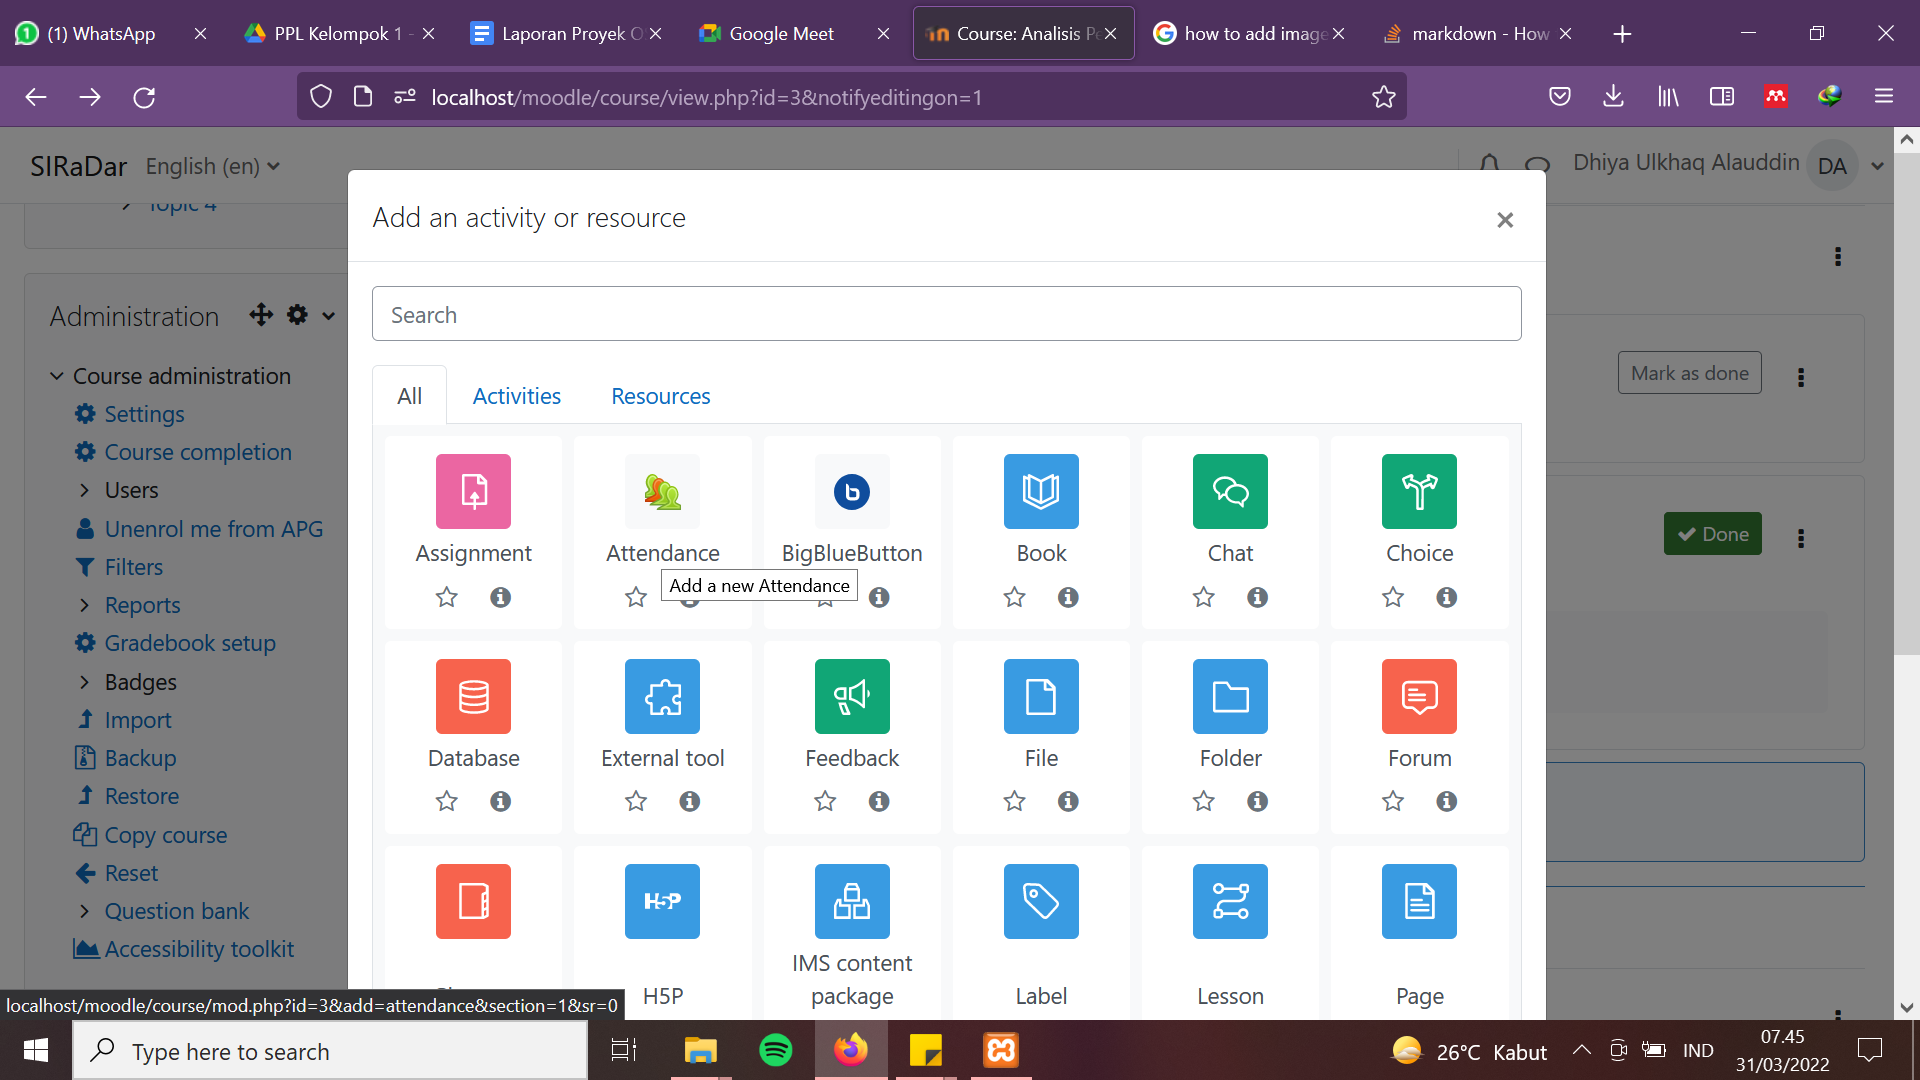 (1) WhatsApp
PPL Kelompok 1 -
Laporan Proyek O
Google Meet
Course: Analisis Pe
how to add image
markdown - How
localhost/moodle/course/view.php?id=3&notifyeditingon=1
SIRaDar
English (en)
Dhiya Ulkhaq Alauddin
DA
Topic 4
Add an activity or resource
Administration
Search
Course administration
Mark as done
All
Activities
Resources
Settings
Course completion
Users
Unenrol me from APG
Done
Assignment
Attendance
BigBlueButton
Book
Chat
Choice
Filters
Add a new Attendance
Reports
Gradebook setup
Badges
Import
Backup
Database
External tool
Feedback
File
Folder
Forum
Restore
Copy course
Reset
Question bank
H5P
Accessibility toolkit
IMS content
package
H5P
Label
Lesson
Page
localhost/moodle/course/mod.php?id=3&add=attendance&section=1&sr=0
Type here to search
26°C Kabut
IND
07.45
31/03/2022